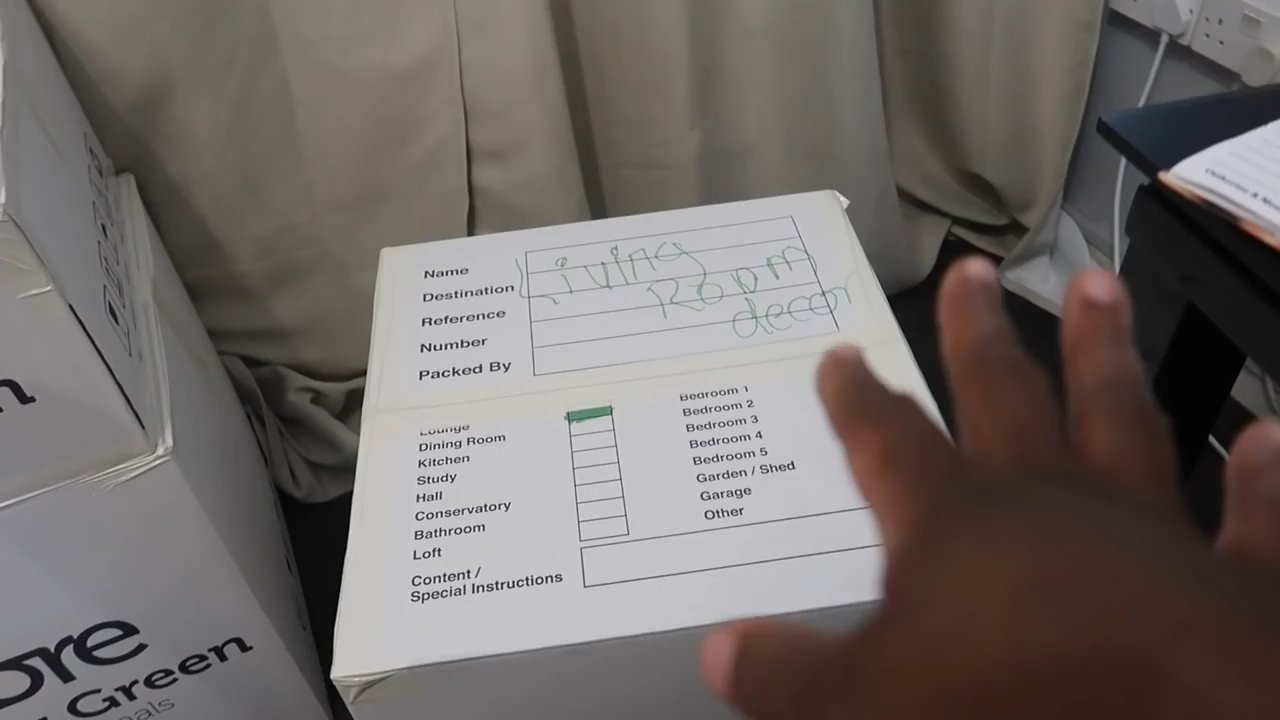 Name
Destination
Reference
Number
Packed By
Living
Room
decor
Lounge
Dining Room
Kitchen
Study
Hall
Conservatory
Bathroom
Loft
Bedroom 1
Bedroom 2
Bedroom 3
Bedroom 4
Bedroom 5
Garden / Shed
Garage
Other
Content /
Special Instructions
ore
Green